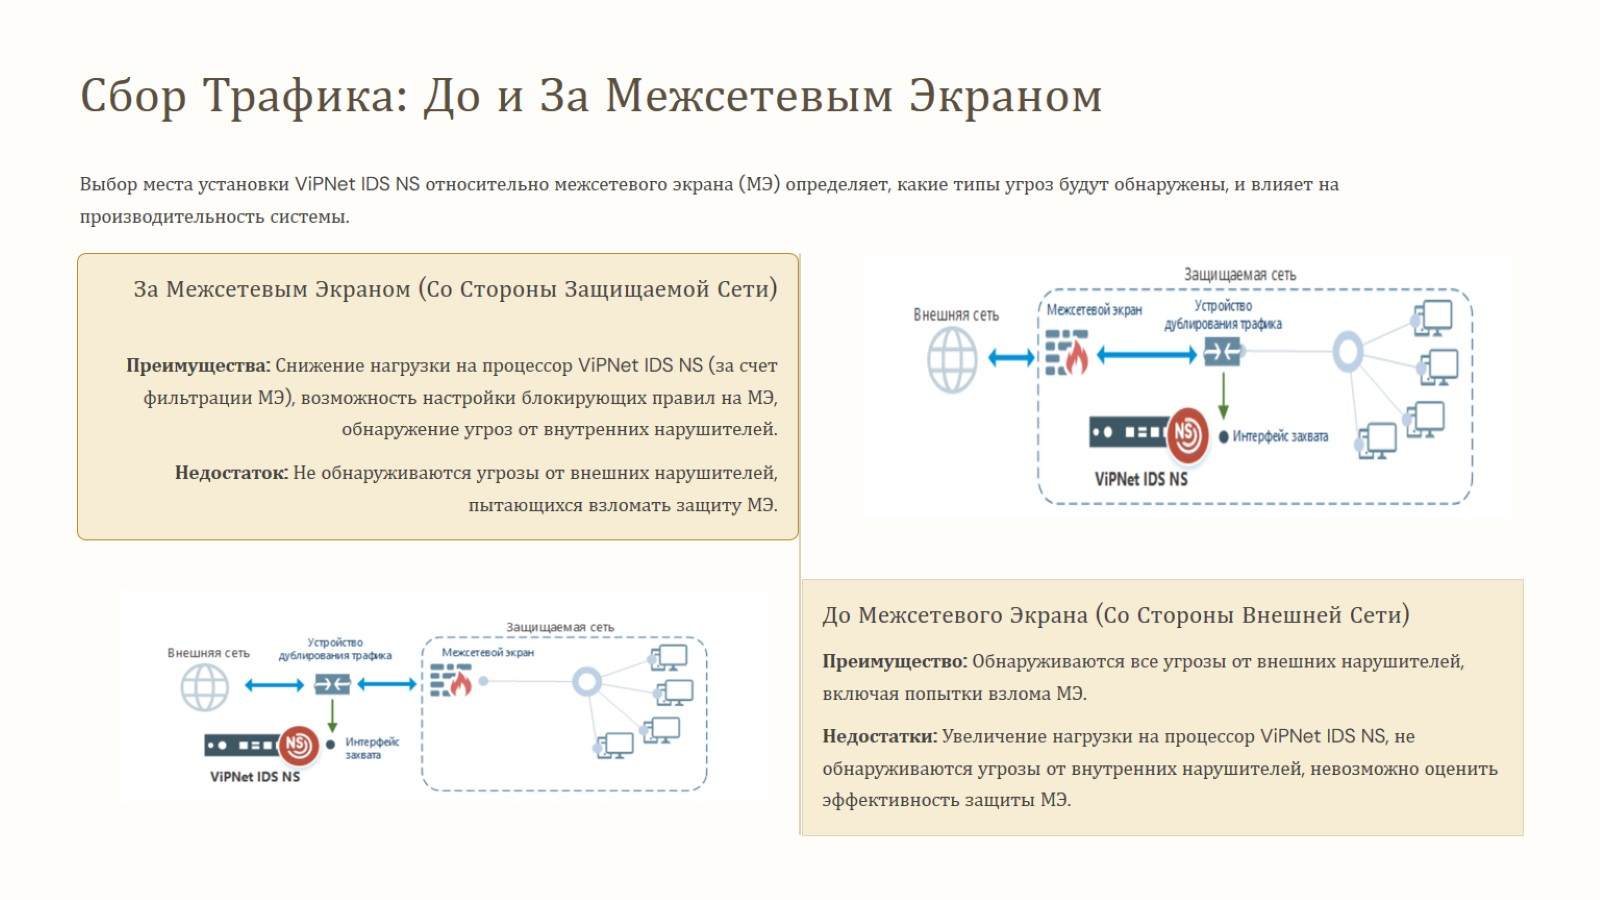 Сбор Трафика: До и За Межсетевым Экраном
Выбор места установки ViPNet IDS NS относительно межсетевого экрана (МЭ) определяет, какие типы угроз будут обнаружены, и влияет на
производительность системы.
За Межсетевым Экраном (Со Стороны Защищаемой Сети)
Преимущества: Снижение нагрузки на процессор ViPNet IDS NS (за счет
фильтрации МЭ), возможность настройки блокирующих правил на МЭ,
обнаружение угроз от внутренних нарушителей.
Недостаток: Не обнаруживаются угрозы от внешних нарушителей,
пытающихся взломать защиту МЭ.
Защищаемая сеть
Внешняя сеть
Межсетевой экран
Устройство
дублирования трафика
NS
Интерфейс захвата
ViPNet IDS NS
Защищаемая сеть
Внешняя сеть
Устройство
дублирования трафика
Межсетевой экран
NS
Интерфейс
захвата
ViPNet IDS NS
До Межсетевого Экрана (Со Стороны Внешней Сети)
Преимущество: Обнаруживаются все угрозы от внешних нарушителей,
включая попытки взлома МЭ.
Недостатки: Увеличение нагрузки на процессор ViPNet IDS NS, не
обнаруживаются угрозы от внутренних нарушителей, невозможно оценить
эффективность защиты МЭ.